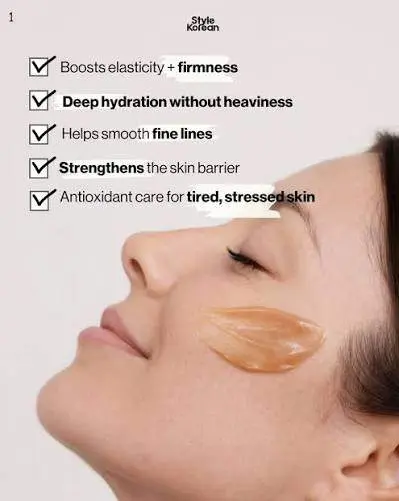 1
Style
Korean
Boosts elasticity + firmness
Deep hydration without heaviness
Helps smooth fine lines
Strengthens the skin barrier
Antioxidant care for tired, stressed skin